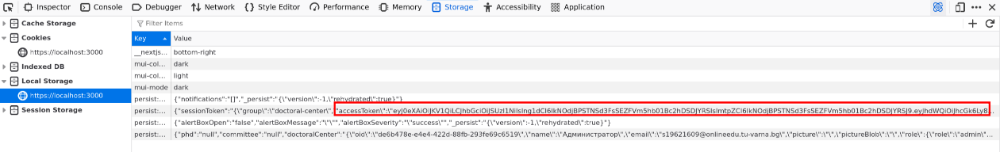 Inspector Console Debugger Network Style Editor Performance Memory Storage Accessibility Application
Cache Storage
Cookies
https://localhost:3000
Indexed DB
Local Storage
https://localhost:3000
Session Storage
Filter Items
Key Value
__nextjs... bottom-right
mui-col... dark
mui-col... light
mui-mode dark
persist:... {"notifications":"[]","_persist":"{\"version\":-1,\"rehydrated\":true}"}
persist:... {"sessionToken":"{\"group\":\"doctoral-center\",\"accessToken\":\"
persist:... {"alertBoxOpen":"false","alertBoxMessage":"\"\"","alertBoxSeverity":"\"success\"","_persist":"{\"version\":-1,\"rehydrated\":true}"}
persist:... {"phd":"null","committee":"null","doctoralCenter":"{\"oid\":\"de6b478e-e4e4-422d-88fb-293fe69c6519\",\"name\":\"Администратор\",\"email\":\"s19621609@onlineedu.tu-varna.bg\",\"picture\":\"\",\"pictureBlob\":\"\",\"role\":{\"role\":\"admin\"...